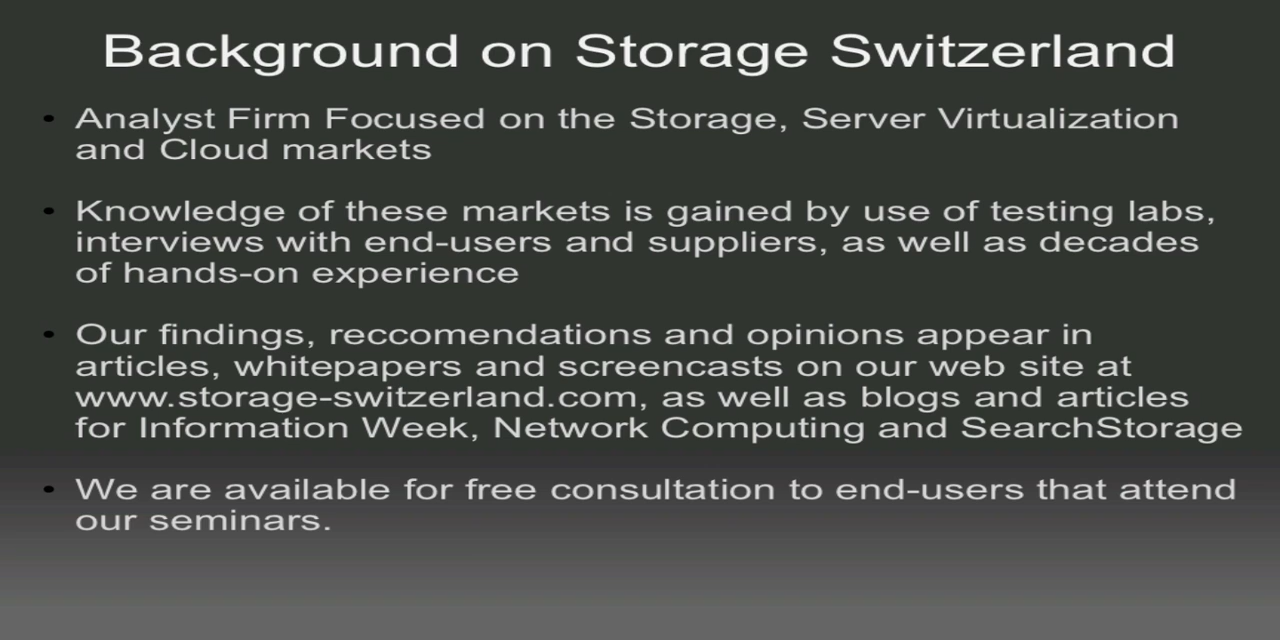 Background on Storage Switzerland
• Analyst Firm Focused on the Storage, Server Virtualization
and Cloud markets
• Knowledge of these markets is gained by use of testing labs,
interviews with end-users and suppliers, as well as decades
of hands-on experience
• Our findings, reccomendations and opinions appear in
articles, whitepapers and screencasts on our web site at
www.storage-switzerland.com, as well as blogs and articles
for Information Week, Network Computing and SearchStorage
• We are available for free consultation to end-users that attend
our seminars.